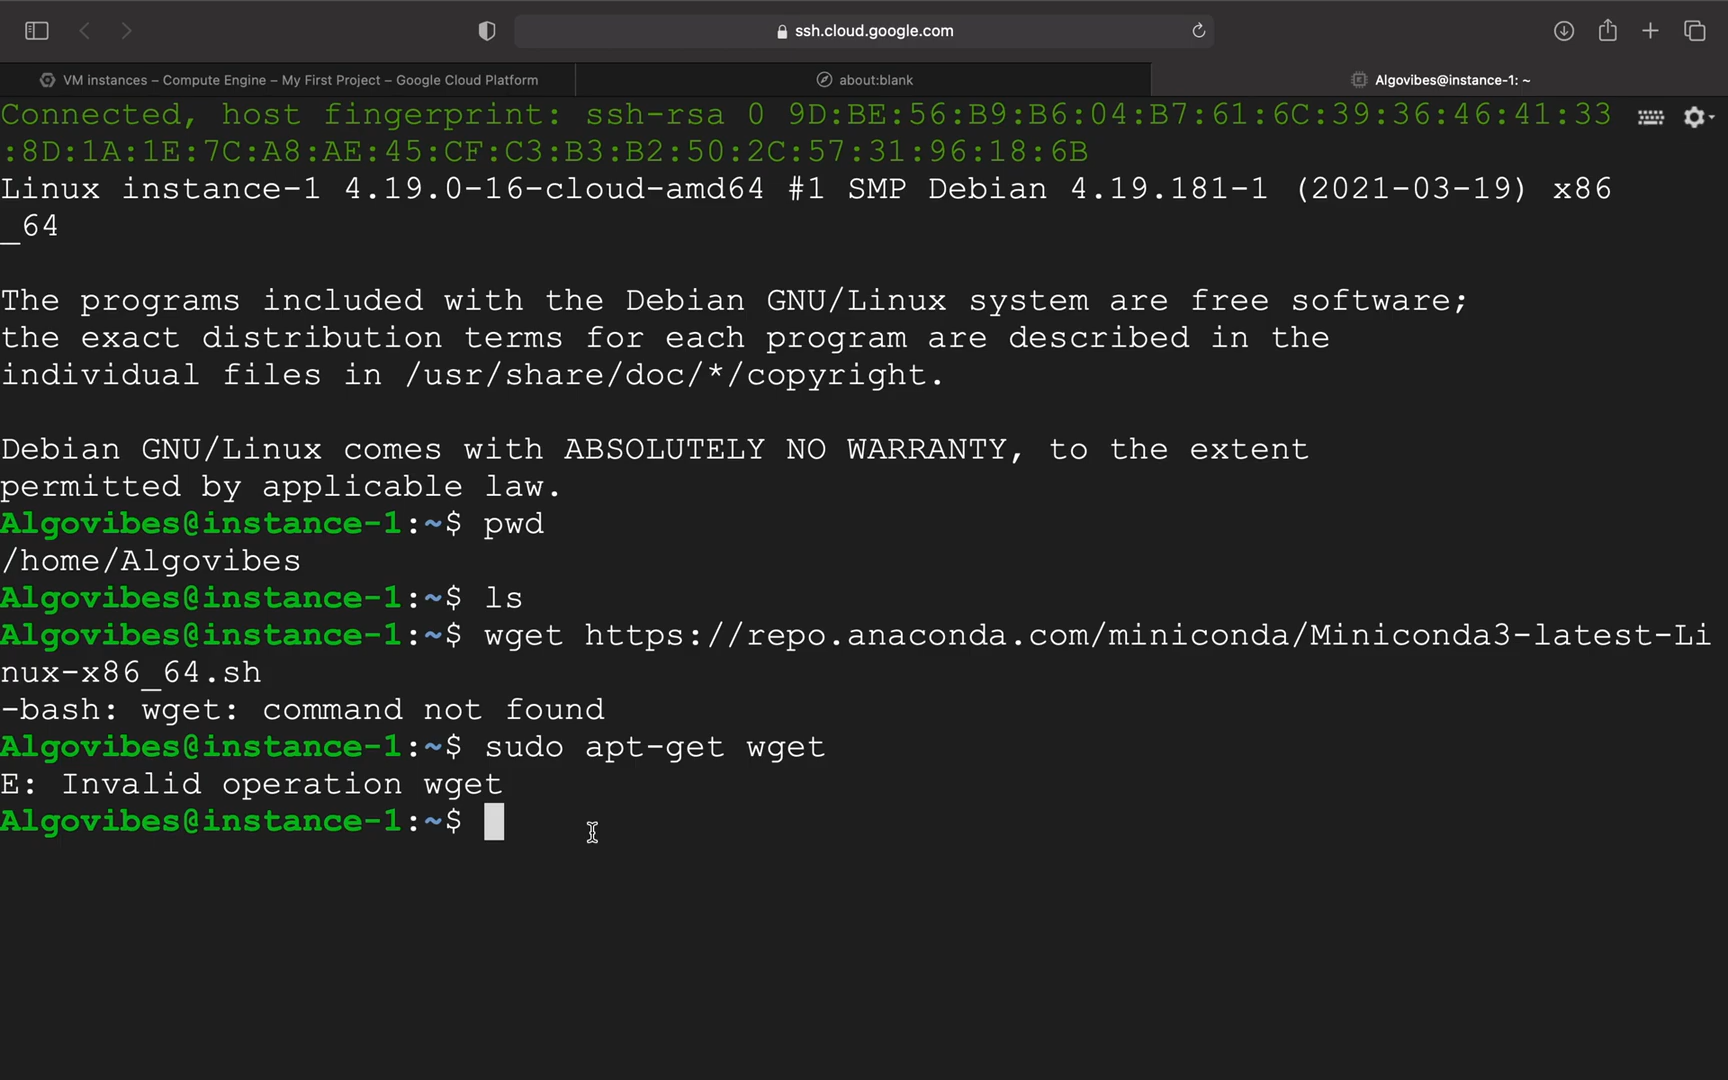 ssh.cloud.google.com
VM instances – Compute Engine – My First Project – Google Cloud Platform
about:blank
Algovibes@instance-1: ~
Connected, host fingerprint: ssh-rsa 0 9D:BE:56:B9:B6:04:B7:61:6C:39:36:46:41:33
:8D:1A:1E:7C:A8:AE:45:CF:C3:B3:B2:50:2C:57:31:96:18:6B
Linux instance-1 4.19.0-16-cloud-amd64 #1 SMP Debian 4.19.181-1 (2021-03-19) x86
_64
The programs included with the Debian GNU/Linux system are free software;
the exact distribution terms for each program are described in the
individual files in /usr/share/doc/*/copyright.
Debian GNU/Linux comes with ABSOLUTELY NO WARRANTY, to the extent
permitted by applicable law.
Algovibes@instance-1:~$ pwd
/home/Algovibes
Algovibes@instance-1:~$ ls
Algovibes@instance-1:~$ wget https://repo.anaconda.com/miniconda/Miniconda3-latest-Li
nux-x86_64.sh
-bash: wget: command not found
Algovibes@instance-1:~$ sudo apt-get wget
E: Invalid operation wget
Algovibes@instance-1:~$